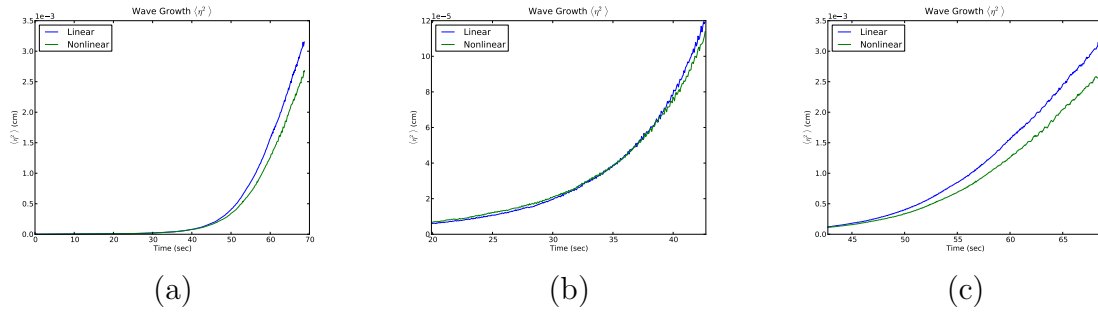 Wave Growth ⟨η²⟩
1e−3
Linear
Nonlinear
3.5
3.0
2.5
2.0
1.5
1.0
0.5
0.0
⟨η²⟩ (cm)
0 10 20 30 40 50 60 70
Time (sec)
(a)
Wave Growth ⟨η²⟩
1e−5
Linear
Nonlinear
12
10
8
6
4
2
0
⟨η²⟩ (cm)
20 25 30 35 40
Time (sec)
(b)
Wave Growth ⟨η²⟩
1e−3
Linear
Nonlinear
3.5
3.0
2.5
2.0
1.5
1.0
0.5
0.0
⟨η²⟩ (cm)
45 50 55 60 65
Time (sec)
(c)